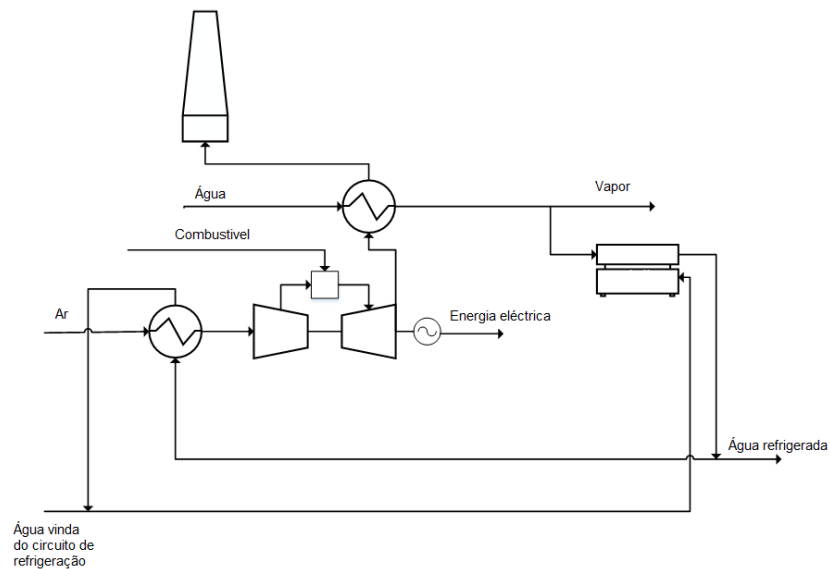 Água
Vapor
Combustivel
Ar
Energia eléctrica
Água refrigerada
Água vinda
do circuito de
refrigeração